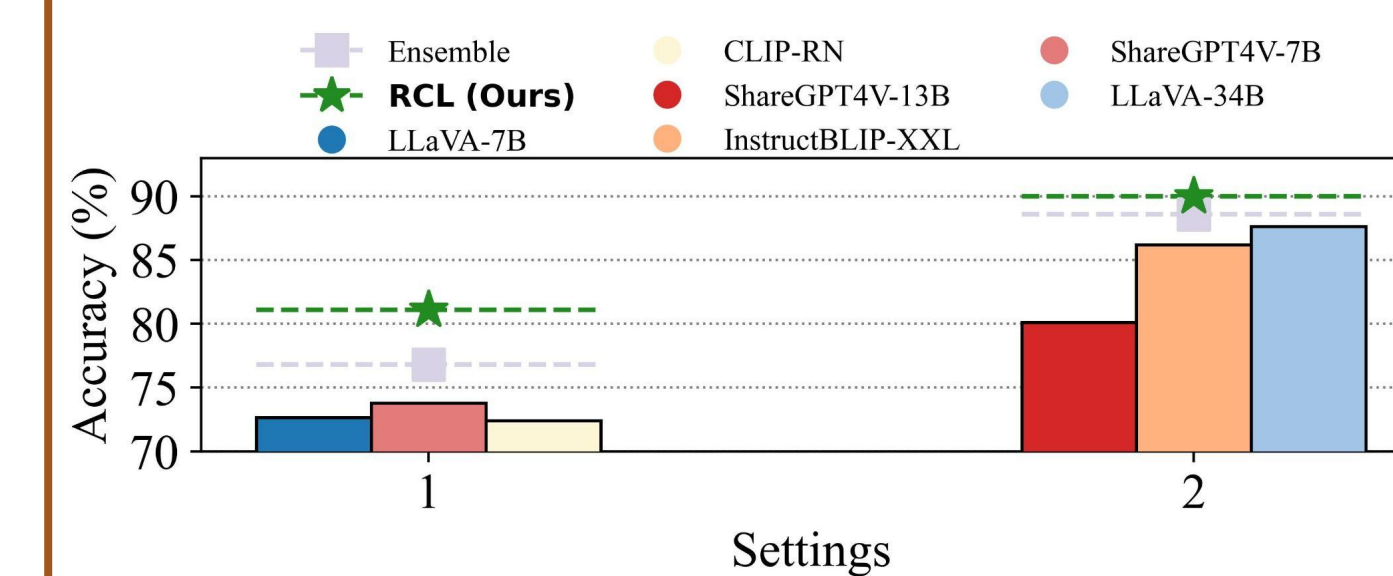 Ensemble CLIP-RN ShareGPT4V-7B
RCL (Ours) ShareGPT4V-13B LLaVA-34B
LLaVA-7B InstructBLIP-XXL
Accuracy (%)
90
85
80
75
70
1 2
Settings